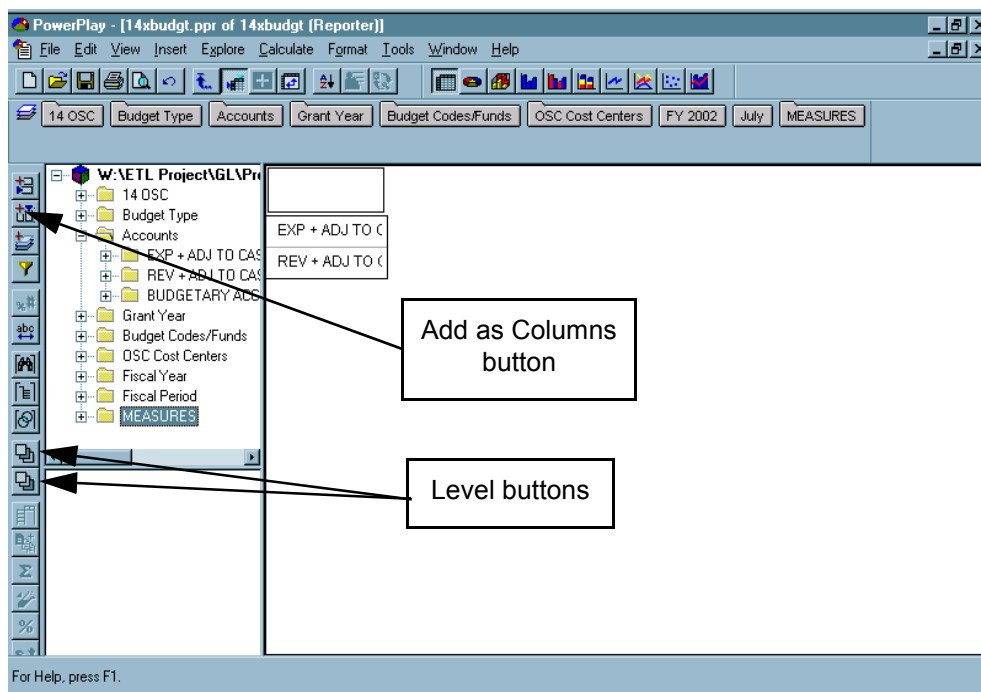 PowerPlay - [14xbudgt.ppr of 14xbudgt (Reporter)]
File Edit View Insert Explore Calculate Format Tools Window Help
14 OSC Budget Type Accounts Grant Year Budget Codes/Funds OSC Cost Centers FY 2002 July MEASURES
W:\ETL Project\GL\Pr
14 OSC
Budget Type
Accounts
EXP + ADJ TO CAS
REV + ADJ TO CAS
BUDGETARY ACC
Grant Year
Budget Codes/Funds
OSC Cost Centers
Fiscal Year
Fiscal Period
MEASURES
EXP + ADJ TO (
REV + ADJ TO (
abc
%
Add as Columns
button
Level buttons
For Help, press F1.